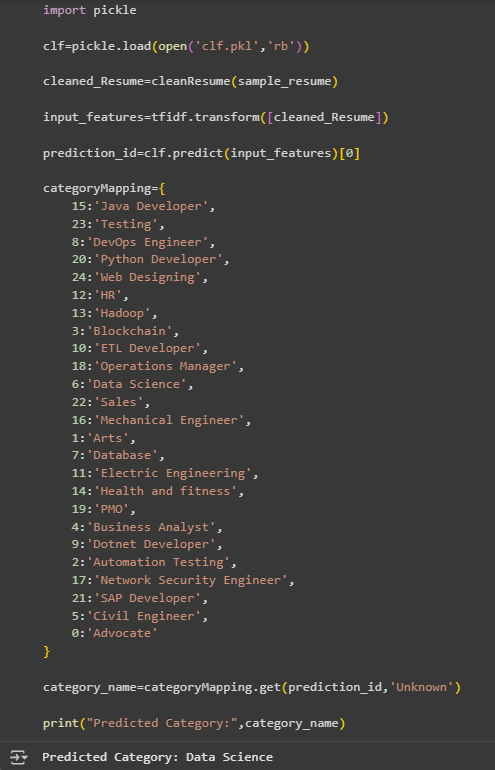 import pickle
clf=pickle.load(open('clf.pkl','rb'))
cleaned_Resume=cleanResume(sample_resume)
input_features=tfidf.transform([cleaned_Resume])
prediction_id=clf.predict(input_features)[0]
categoryMapping={
15:'Java Developer',
23:'Testing',
8:'DevOps Engineer',
20:'Python Developer',
24:'Web Designing',
12:'HR',
13:'Hadoop',
3:'Blockchain',
10:'ETL Developer',
18:'Operations Manager',
6:'Data Science',
22:'Sales',
16:'Mechanical Engineer',
1:'Arts',
7:'Database',
11:'Electric Engineering',
14:'Health and fitness',
19:'PMO',
4:'Business Analyst',
9:'Dotnet Developer',
2:'Automation Testing',
17:'Network Security Engineer',
21:'SAP Developer',
5:'Civil Engineer',
0:'Advocate'
}
category_name=categoryMapping.get(prediction_id,'Unknown')
print("Predicted Category:",category_name)
Predicted Category: Data Science